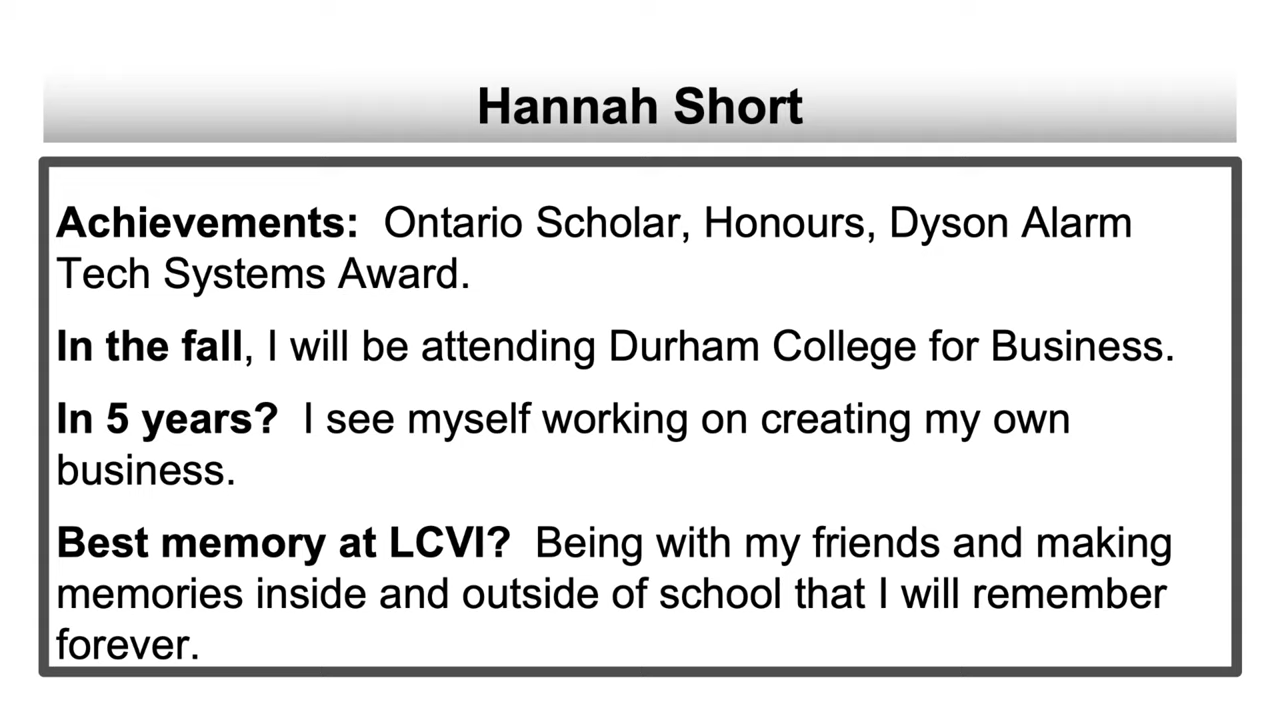 Hannah Short
Achievements: Ontario Scholar, Honours, Dyson Alarm
Tech Systems Award.
In the fall, I will be attending Durham College for Business.
In 5 years? I see myself working on creating my own
business.
Best memory at LCVI? Being with my friends and making
memories inside and outside of school that I will remember
forever.